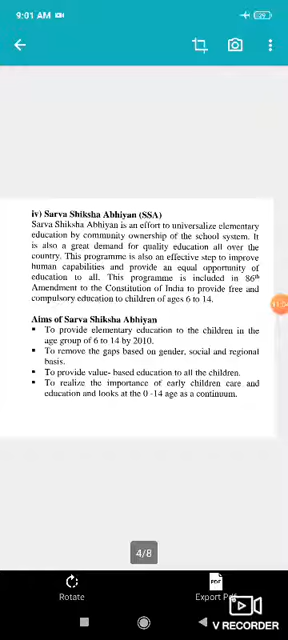 9:01 AM
29
iv) Sarva Shiksha Abhiyan (SSA)
Sarva Shiksha Abhiyan is an effort to universalize elementary
education by community ownership of the school system. It
is also a great demand for quality education all over the
country. This programme is also an effective step to improve
human capabilities and provide an equal opportunity of
education to all. This programme is included in 86th
Amendment to the Constitution of India to provide free and
compulsory education to children of ages 6 to 14.
Aims of Sarva Shiksha Abhiyan
▪ To provide elementary education to the children in the
age group of 6 to 14 by 2010.
▪ To remove the gaps based on gender, social and regional
basis.
▪ To provide value- based education to all the children.
▪ To realize the importance of early children care and
education and looks at the 0 -14 age as a continuum.
4/8
PDF
Rotate
Export Pdf
V RECORDER